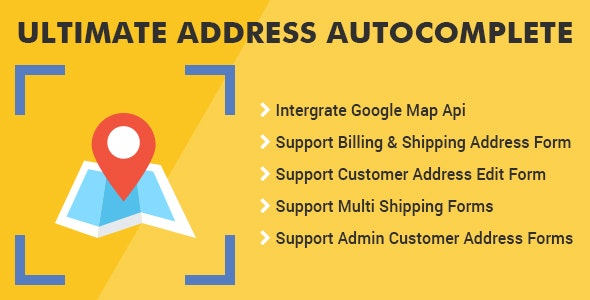 ULTIMATE ADDRESS AUTOCOMPLETE
Intergrate Google Map Api
Support Billing & Shipping Address Form
Support Customer Address Edit Form
Support Multi Shipping Forms
Support Admin Customer Address Forms